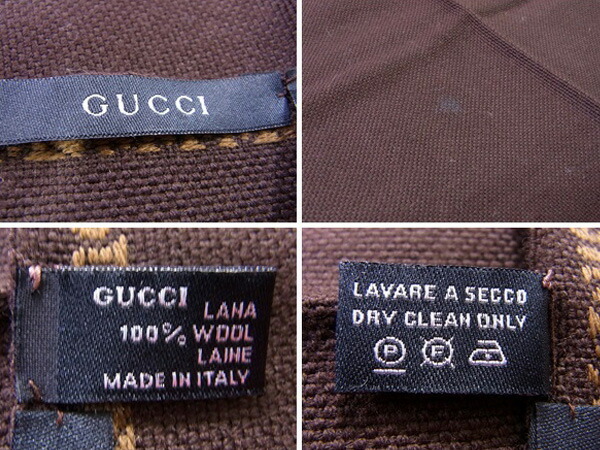 GUCCI
GUCCI
LANA
100% WOOL
LAINE
MADE IN ITALY
LAVARE A SECCO
DRY CLEAN ONLY
P F